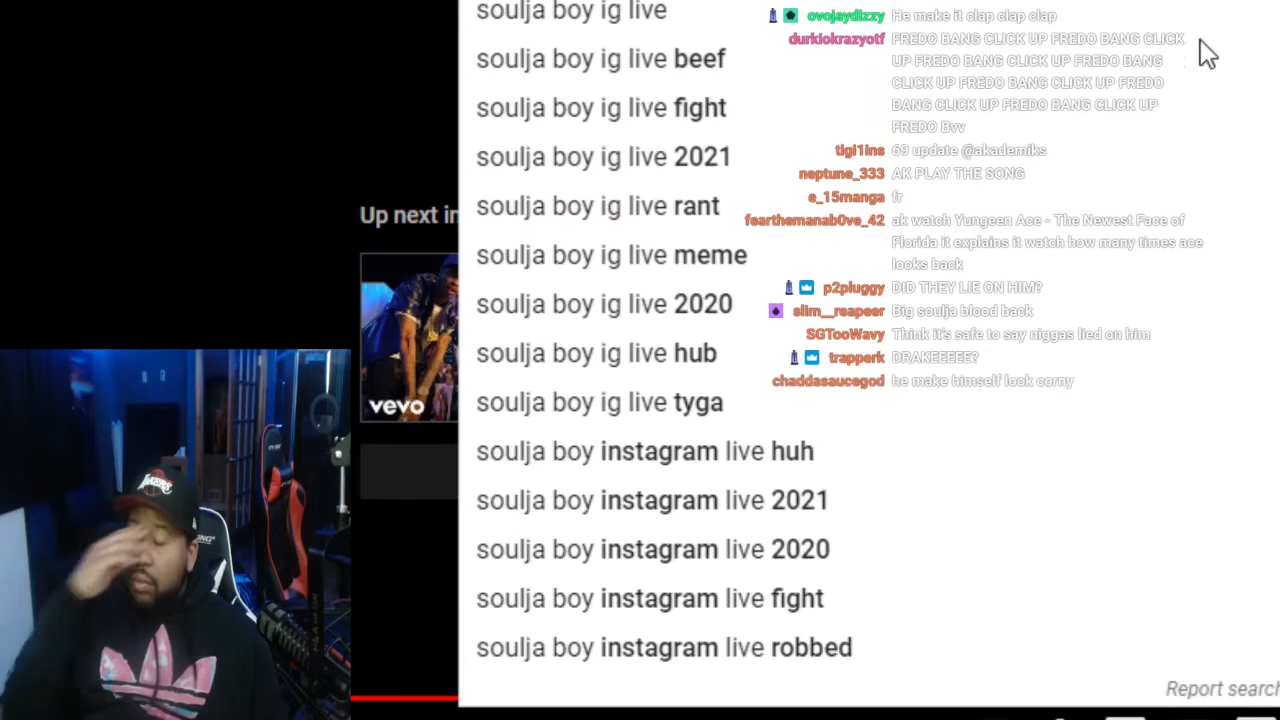 soulja boy ig live
soulja boy ig live beef
soulja boy ig live fight
soulja boy ig live 2021
soulja boy ig live rant
soulja boy ig live meme
soulja boy ig live 2020
soulja boy ig live hub
soulja boy ig live tyga
soulja boy instagram live huh
soulja boy instagram live 2021
soulja boy instagram live 2020
soulja boy instagram live fight
soulja boy instagram live robbed
Report search
ovojaydizzy He make it clap clap clap
durkiokrazyotf FREDO BANG CLICK UP FREDO BANG CLICK
UP FREDO BANG CLICK UP FREDO BANG
CLICK UP FREDO BANG CLICK UP FREDO
BANG CLICK UP FREDO BANG CLICK UP
FREDO Bvv
tigi1ins 69 update @akademiks
neptune_333 AK PLAY THE SONG
e_15manga fr
fearthemanab0ve_42 ak watch Yungeen Ace - The Newest Face of
Florida it explains it watch how many times ace
looks back
p2pluggy DID THEY LIE ON HIM?
slim__reapeer Big soulja blood back
SGTooWavy Think it's safe to say niggas lied on him
trapperk DRAKEEEEE?
chaddasaucegod he make himself look corny
Up next in
vevo
LAKERS